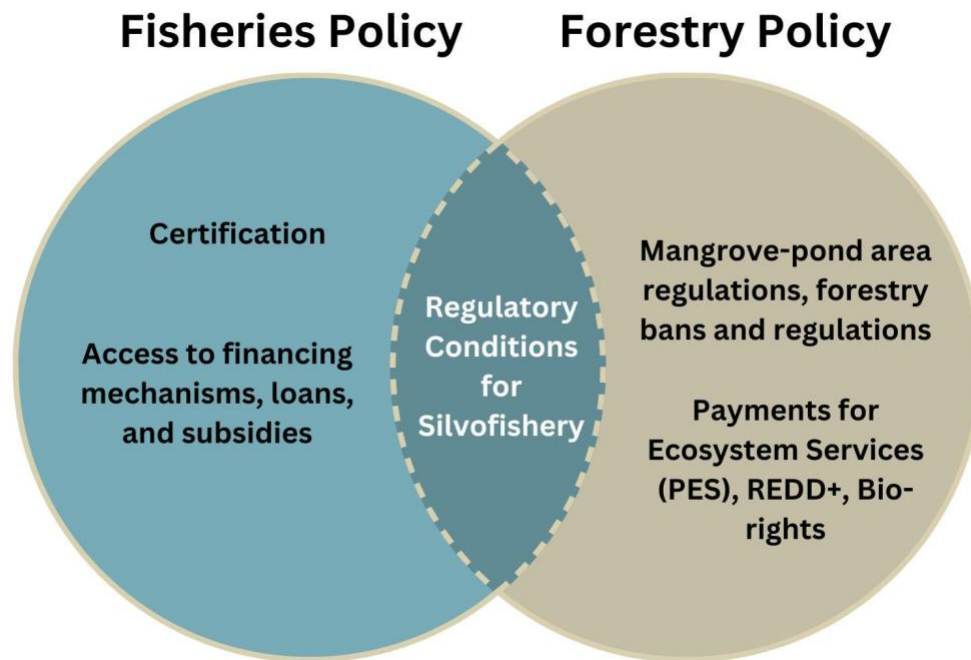 Fisheries Policy
Forestry Policy
Certification
Access to financing
mechanisms, loans,
and subsidies
Regulatory
Conditions
for
Silvofishery
Mangrove-pond area
regulations, forestry
bans and regulations
Payments for
Ecosystem Services
(PES), REDD+, Bio-
rights